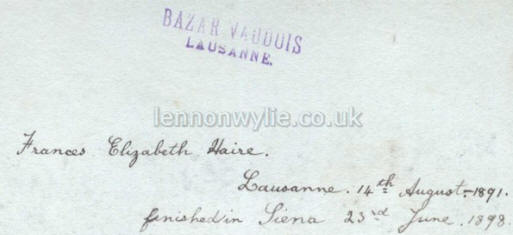 BAZAR VAUDOIS
LAUSANNE.
lennonwylie.co.uk
Frances Elizabeth Haire.
Lausanne. 14th August-1891.
finished in Siena 23rd June, 1898.